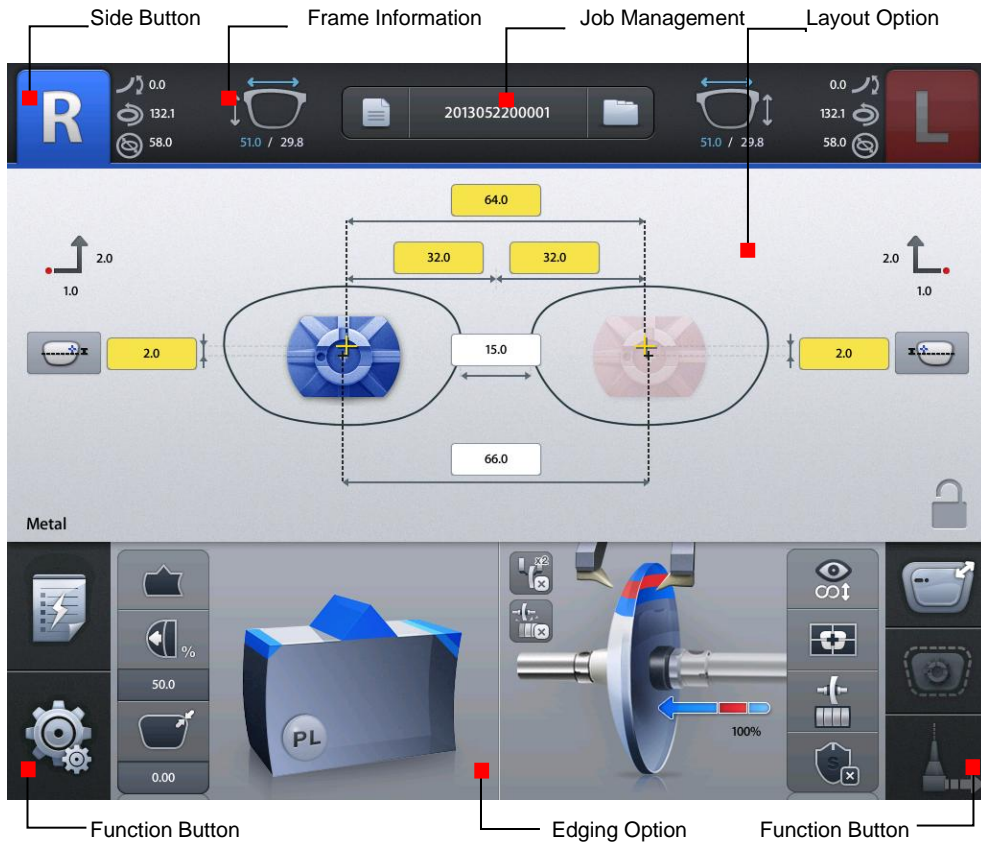 Side Button
Frame Information
Job Management
Layout Option
R
0.0
132.1
58.0
51.0 / 29.8
2013052200001
51.0 / 29.8
0.0
132.1
58.0
L
64.0
32.0
32.0
2.0
1.0
2.0
1.0
2.0
15.0
2.0
66.0
Metal
%
50.0
0.00
PL
x2
100%
S
Function Button
Edging Option
Function Button